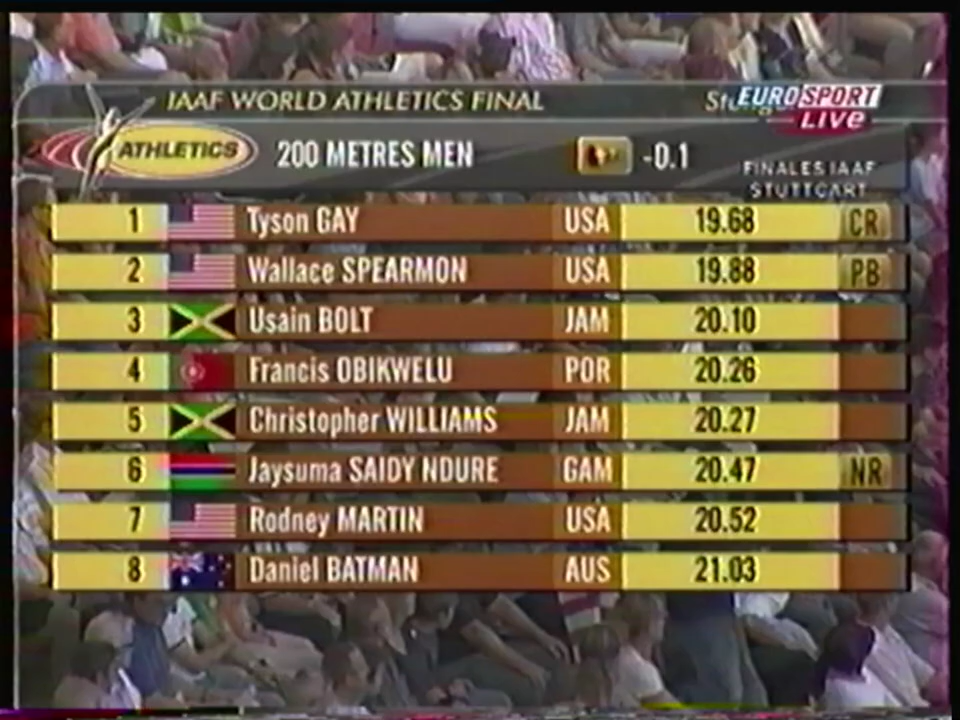 IAAF WORLD ATHLETICS FINAL
EUROSPORT
LIVE
ATHLETICS 200 METRES MEN -0.1
FINALES IAAF
STUTTGART
1 Tyson GAY USA 19.68 CR
2 Wallace SPEARMON USA 19.88 PB
3 Usain BOLT JAM 20.10
4 Francis OBIKWELU POR 20.26
5 Christopher WILLIAMS JAM 20.27
6 Jaysuma SAIDY NDURE GAM 20.47 NR
7 Rodney MARTIN USA 20.52
8 Daniel BATMAN AUS 21.03